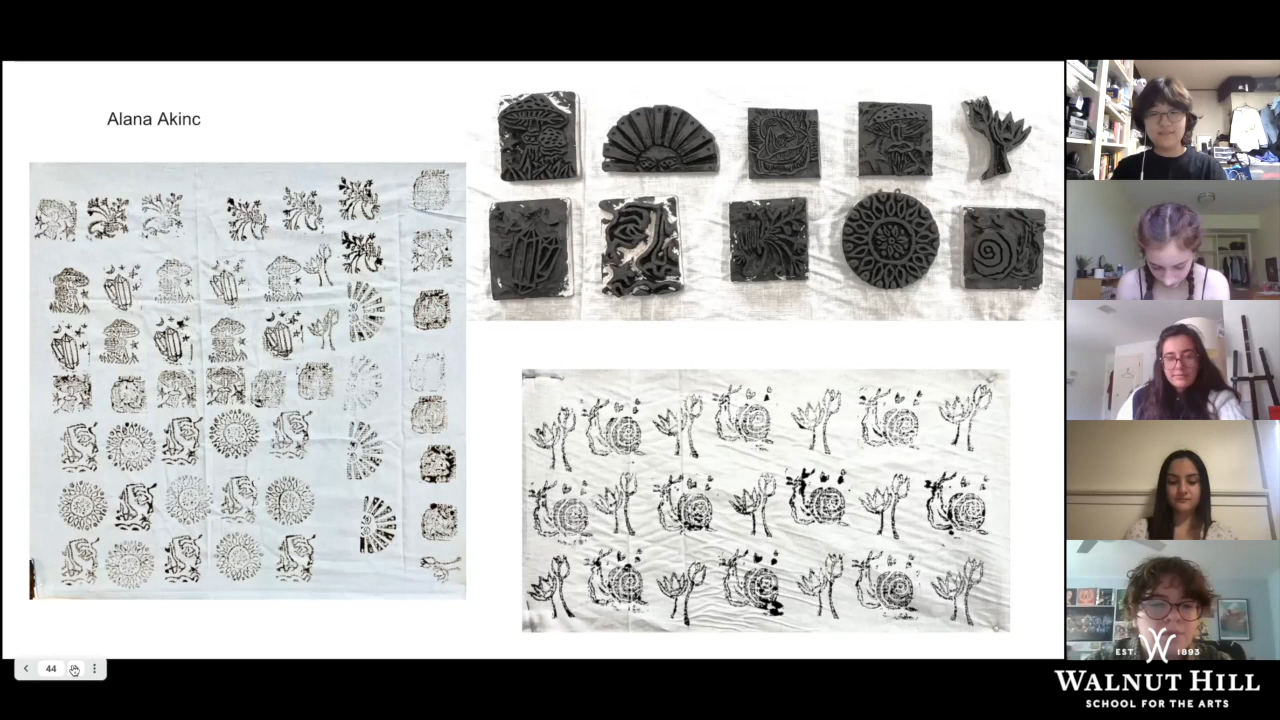 Alana Akinc
44
EST. 1893
WALNUT HILL
SCHOOL FOR THE ARTS